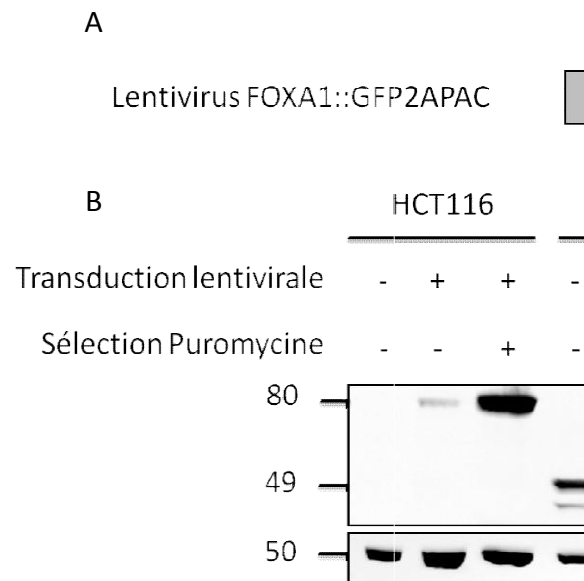 A
Lentivirus FOXA1::GFP2APAC
B
HCT116
Transduction lentivirale - + + -
Sélection Puromycine - - + -
80
49
50